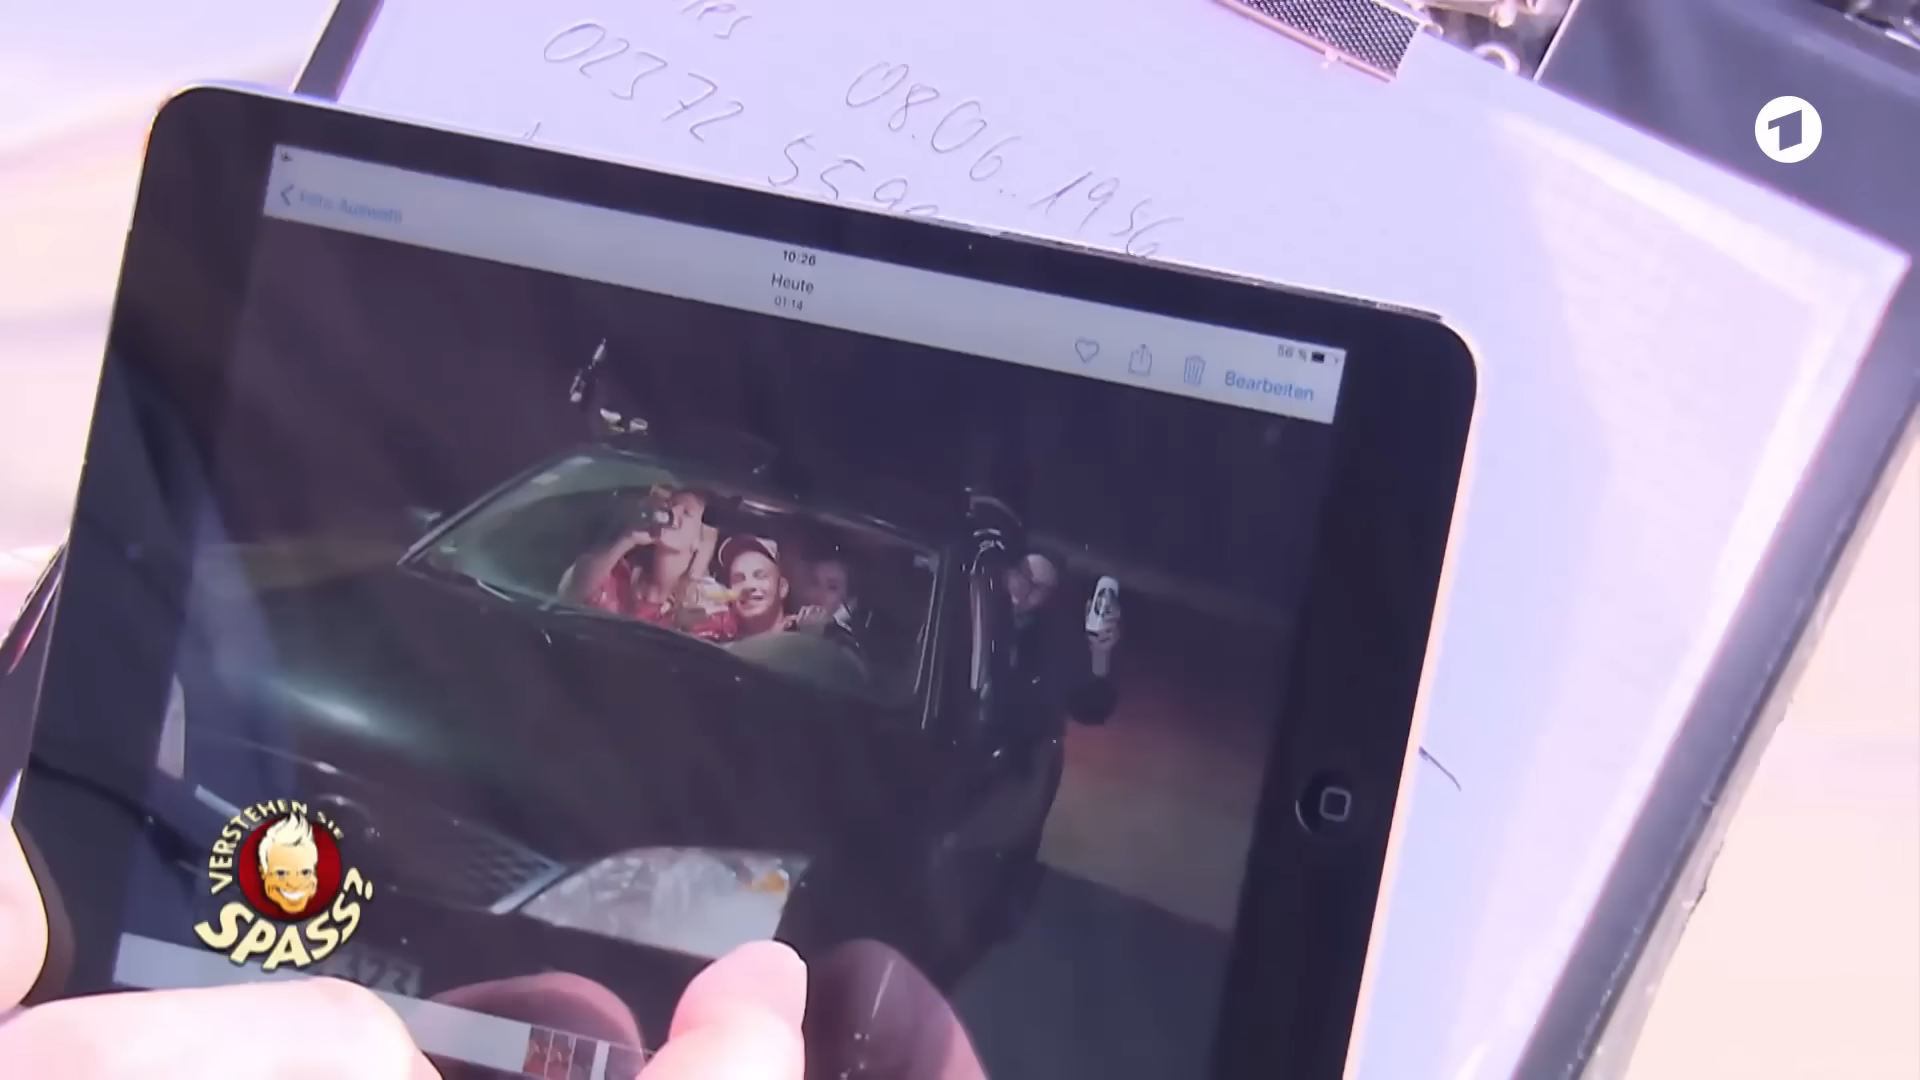 02372
08.06..1956
10:26
Heute
01:14
56 %
Bearbeiten
VERSTEHEN SIE
SPASS?